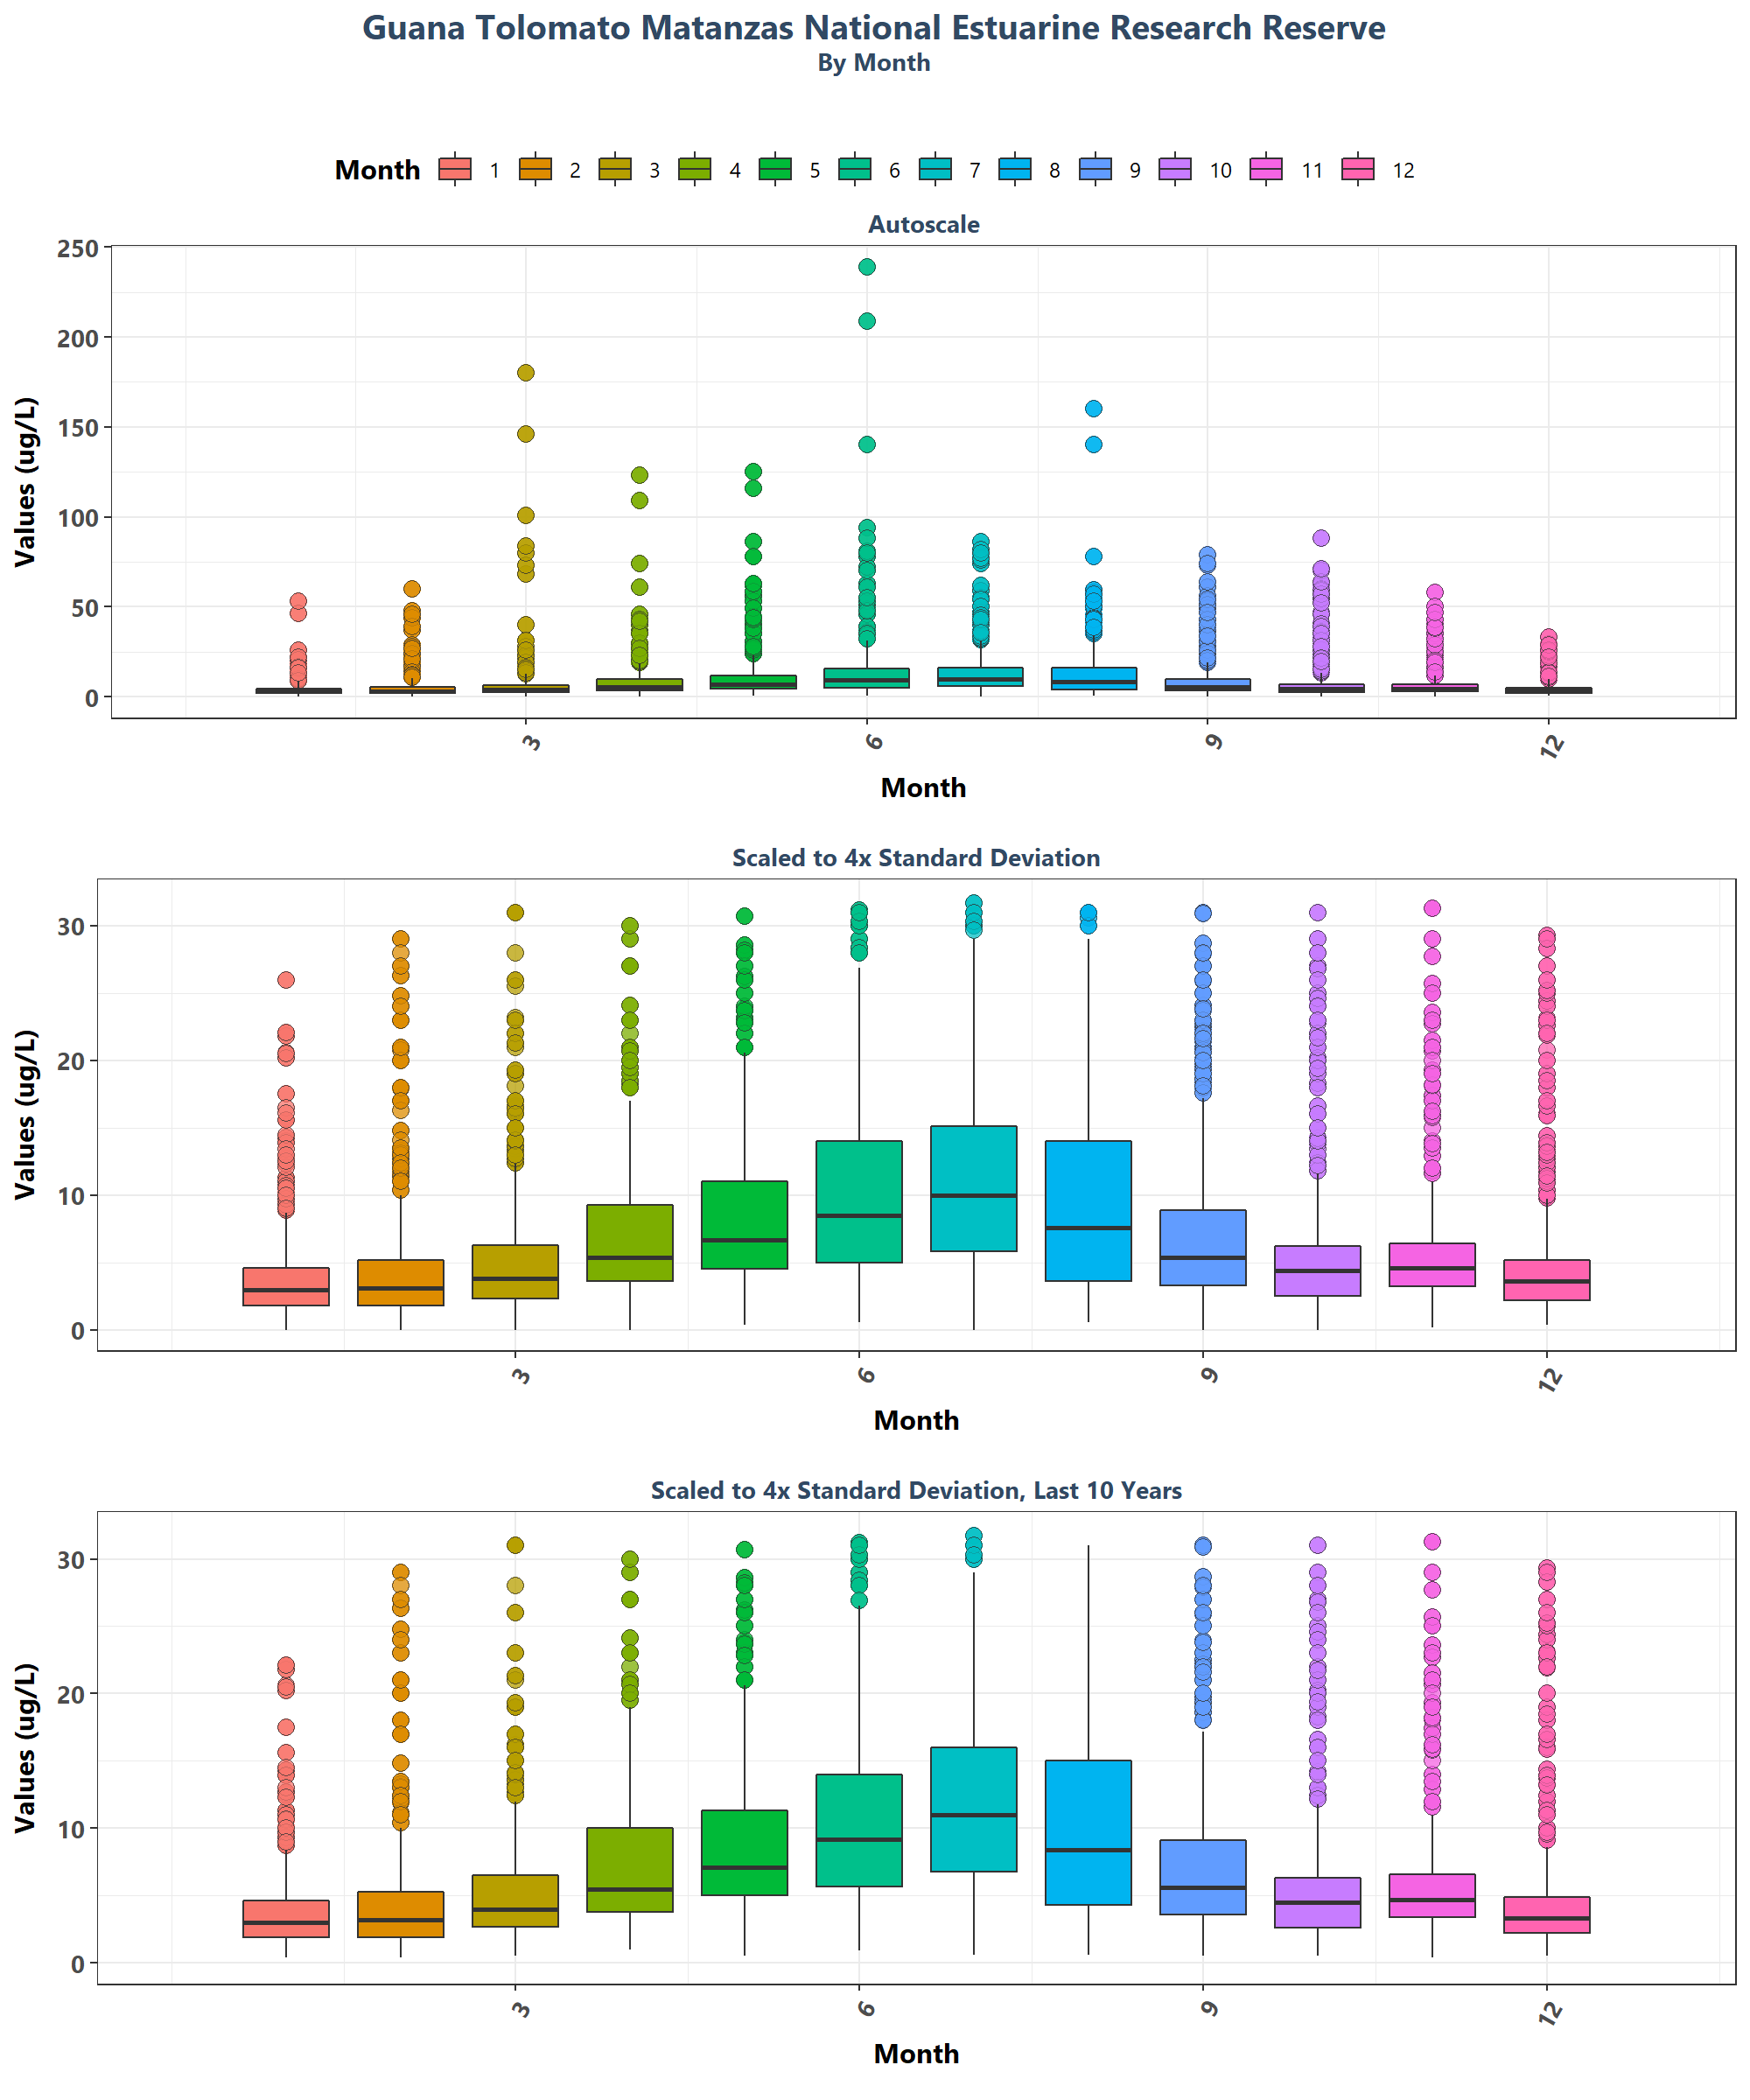 Guana Tolomato Matanzas National Estuarine Research Reserve
By Month
Month 1 2 3 4 5 6 7 8 9 10 11 12
Autoscale
Values (ug/L)
250
200
150
100
50
0
3 6 9 12
Month
Scaled to 4x Standard Deviation
Values (ug/L)
30
20
10
0
3 6 9 12
Month
Scaled to 4x Standard Deviation, Last 10 Years
Values (ug/L)
30
20
10
0
3 6 9 12
Month